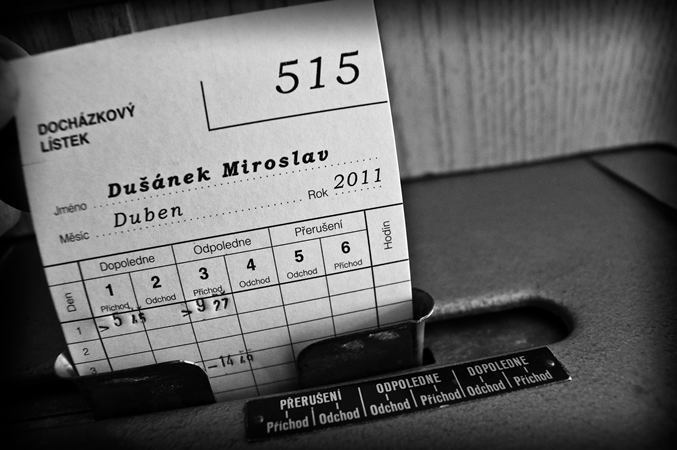 515
DOCHÁZKOVÝ
LÍSTEK
Jméno Dušánek Miroslav
Měsíc Duben Rok 2011
Den Dopoledne Odpoledne Přerušení Hodin
1 2 3 4 5 6
Příchod Odchod Příchod Odchod Odchod Příchod
1
2
3
PŘERUŠENÍ ODPOLEDNE DOPOLEDNE
Příchod Odchod Odchod Příchod Odchod Příchod